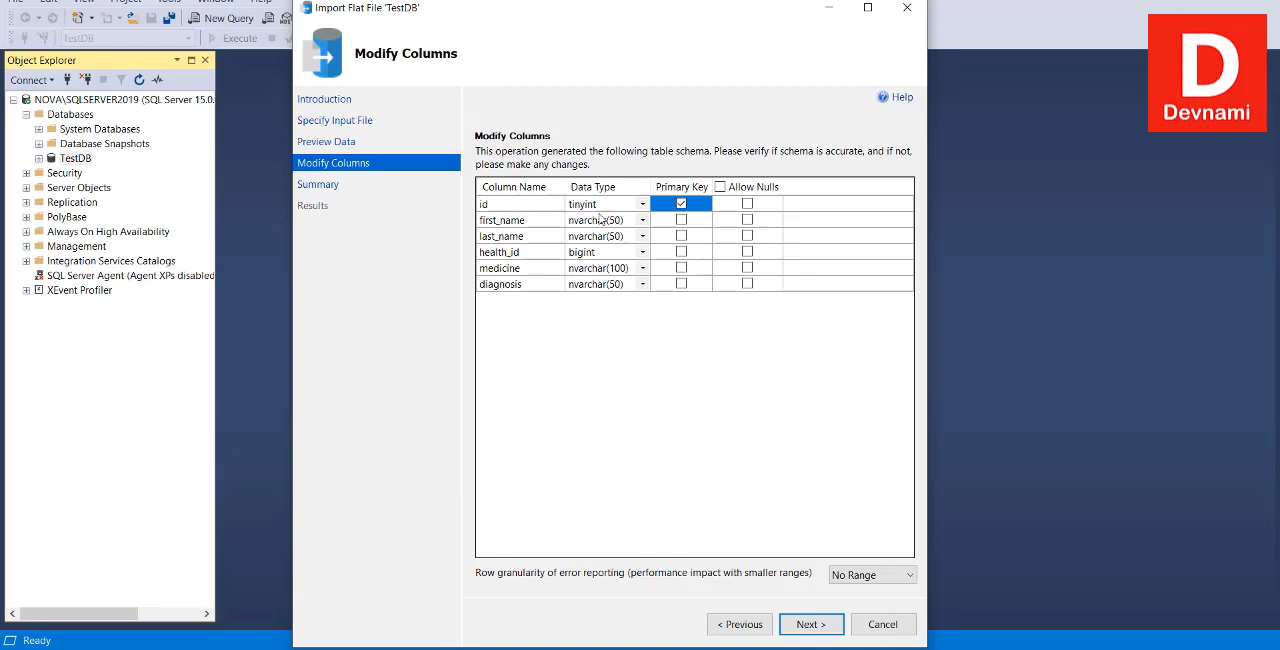 Import Flat File 'TestDB'
New Query
TestDB
Execute
D
Devnami
Object Explorer
Connect
NOVA\SQLSERVER2019 (SQL Server 15.0.
Databases
System Databases
Database Snapshots
TestDB
Security
Server Objects
Replication
PolyBase
Always On High Availability
Management
Integration Services Catalogs
SQL Server Agent (Agent XPs disabled
XEvent Profiler
Modify Columns
Introduction
Specify Input File
Preview Data
Modify Columns
Summary
Results
Help
Modify Columns
This operation generated the following table schema. Please verify if schema is accurate, and if not,
please make any changes.
Column Name Data Type Primary Key Allow Nulls
id tinyint
first_name nvarchar(50)
last_name nvarchar(50)
health_id bigint
medicine nvarchar(100)
diagnosis nvarchar(50)
Row granularity of error reporting (performance impact with smaller ranges) No Range
< Previous Next > Cancel
Ready